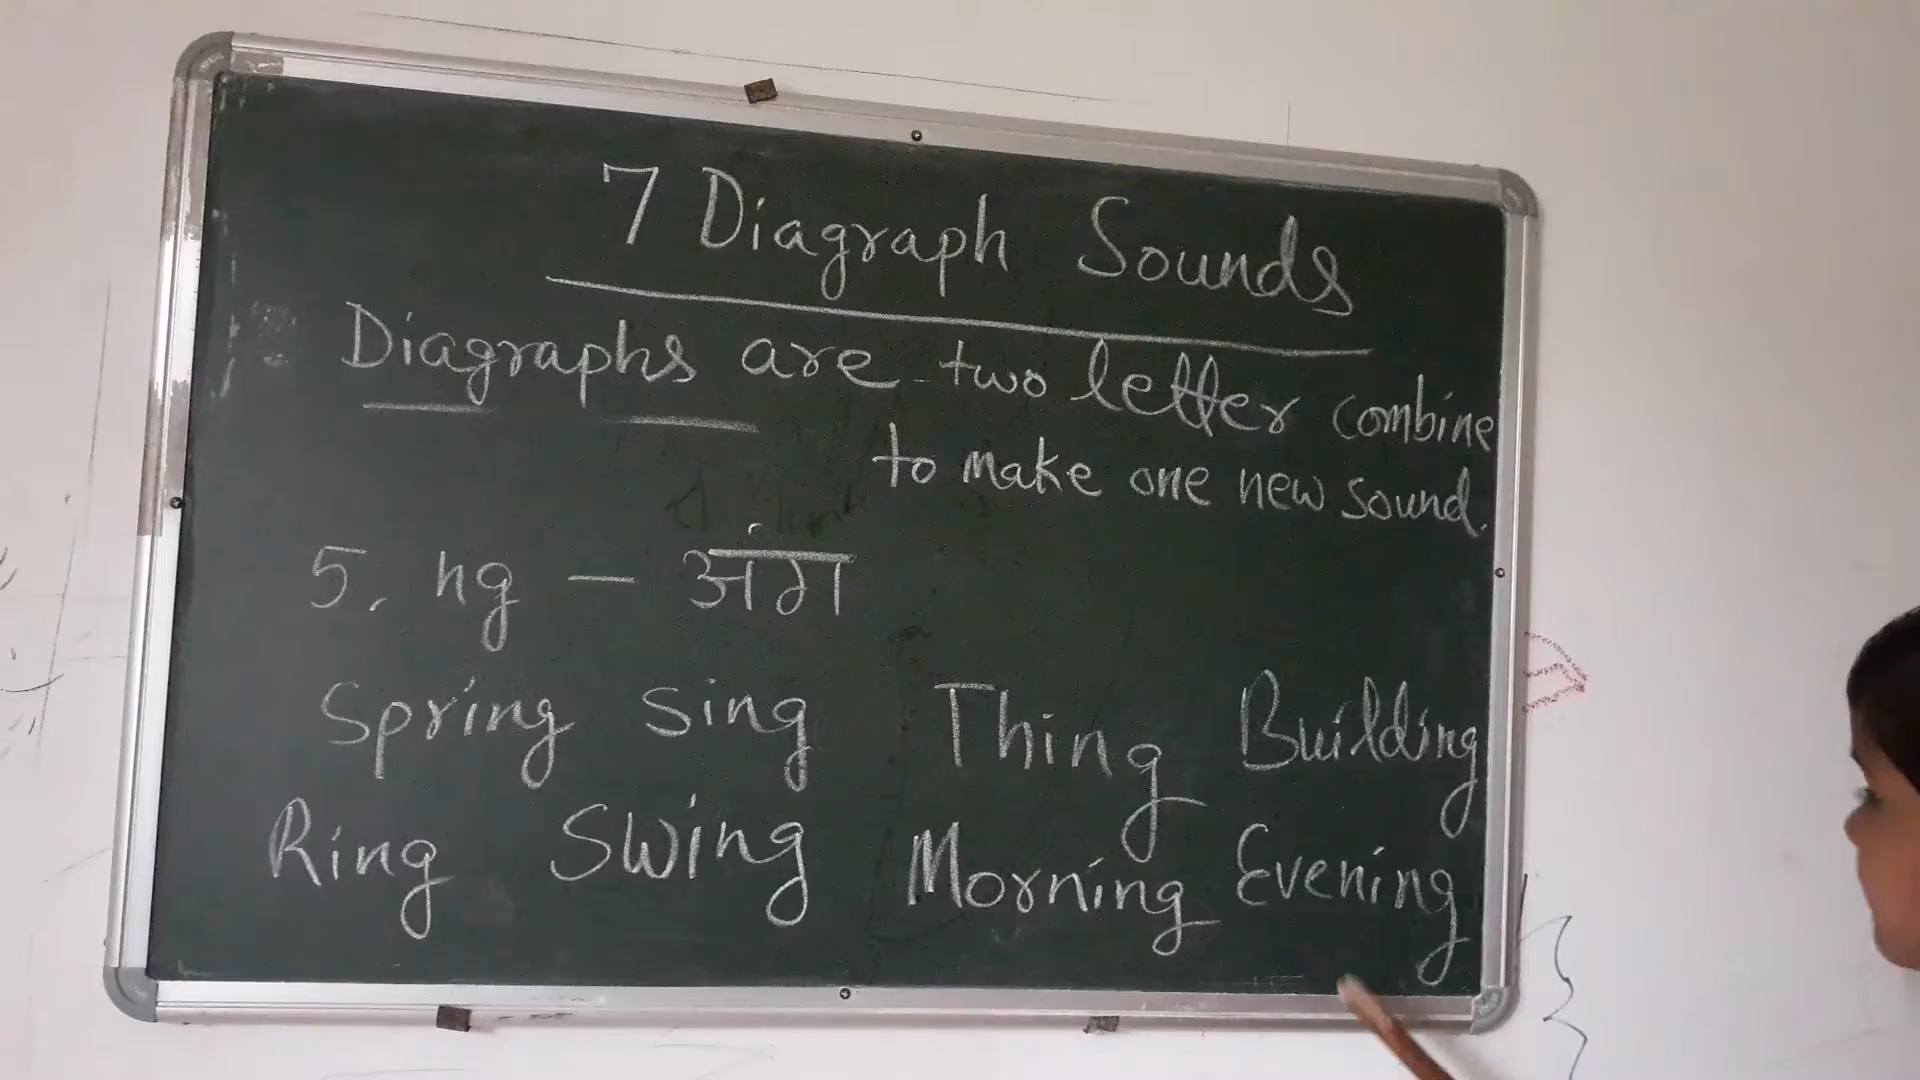 7 Diagraph Sounds
Diagraphs are two letter combine
to make one new sound.
5. ng – अंग
Spring Sing Thing Building
Ring Swing Morning Evening